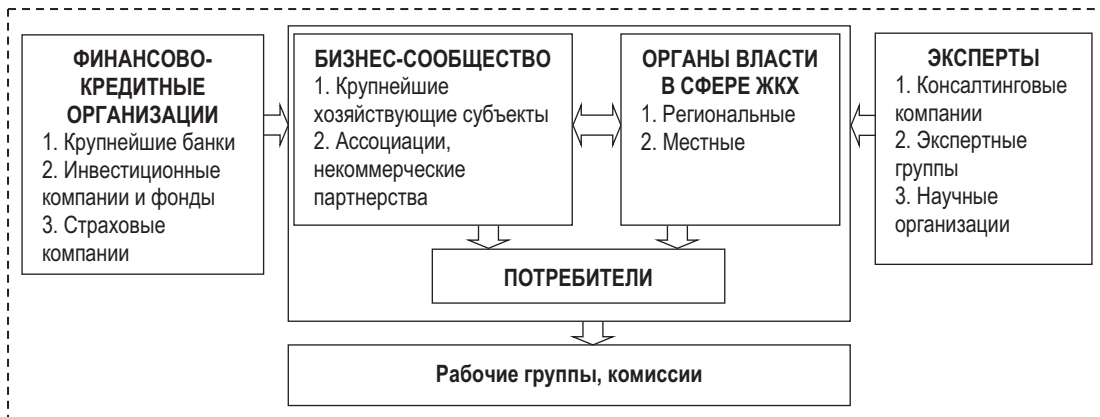 ФИНАНСОВО-
КРЕДИТНЫЕ
ОРГАНИЗАЦИИ
1. Крупнейшие банки
2. Инвестиционные
компании и фонды
3. Страховые
компании
БИЗНЕС-СООБЩЕСТВО
1. Крупнейшие
хозяйствующие субъекты
2. Ассоциации,
некоммерческие
партнерства
ОРГАНЫ ВЛАСТИ
В СФЕРЕ ЖКХ
1. Региональные
2. Местные
ЭКСПЕРТЫ
1. Консалтинговые
компании
2. Экспертные
группы
3. Научные
организации
ПОТРЕБИТЕЛИ
Рабочие группы, комиссии